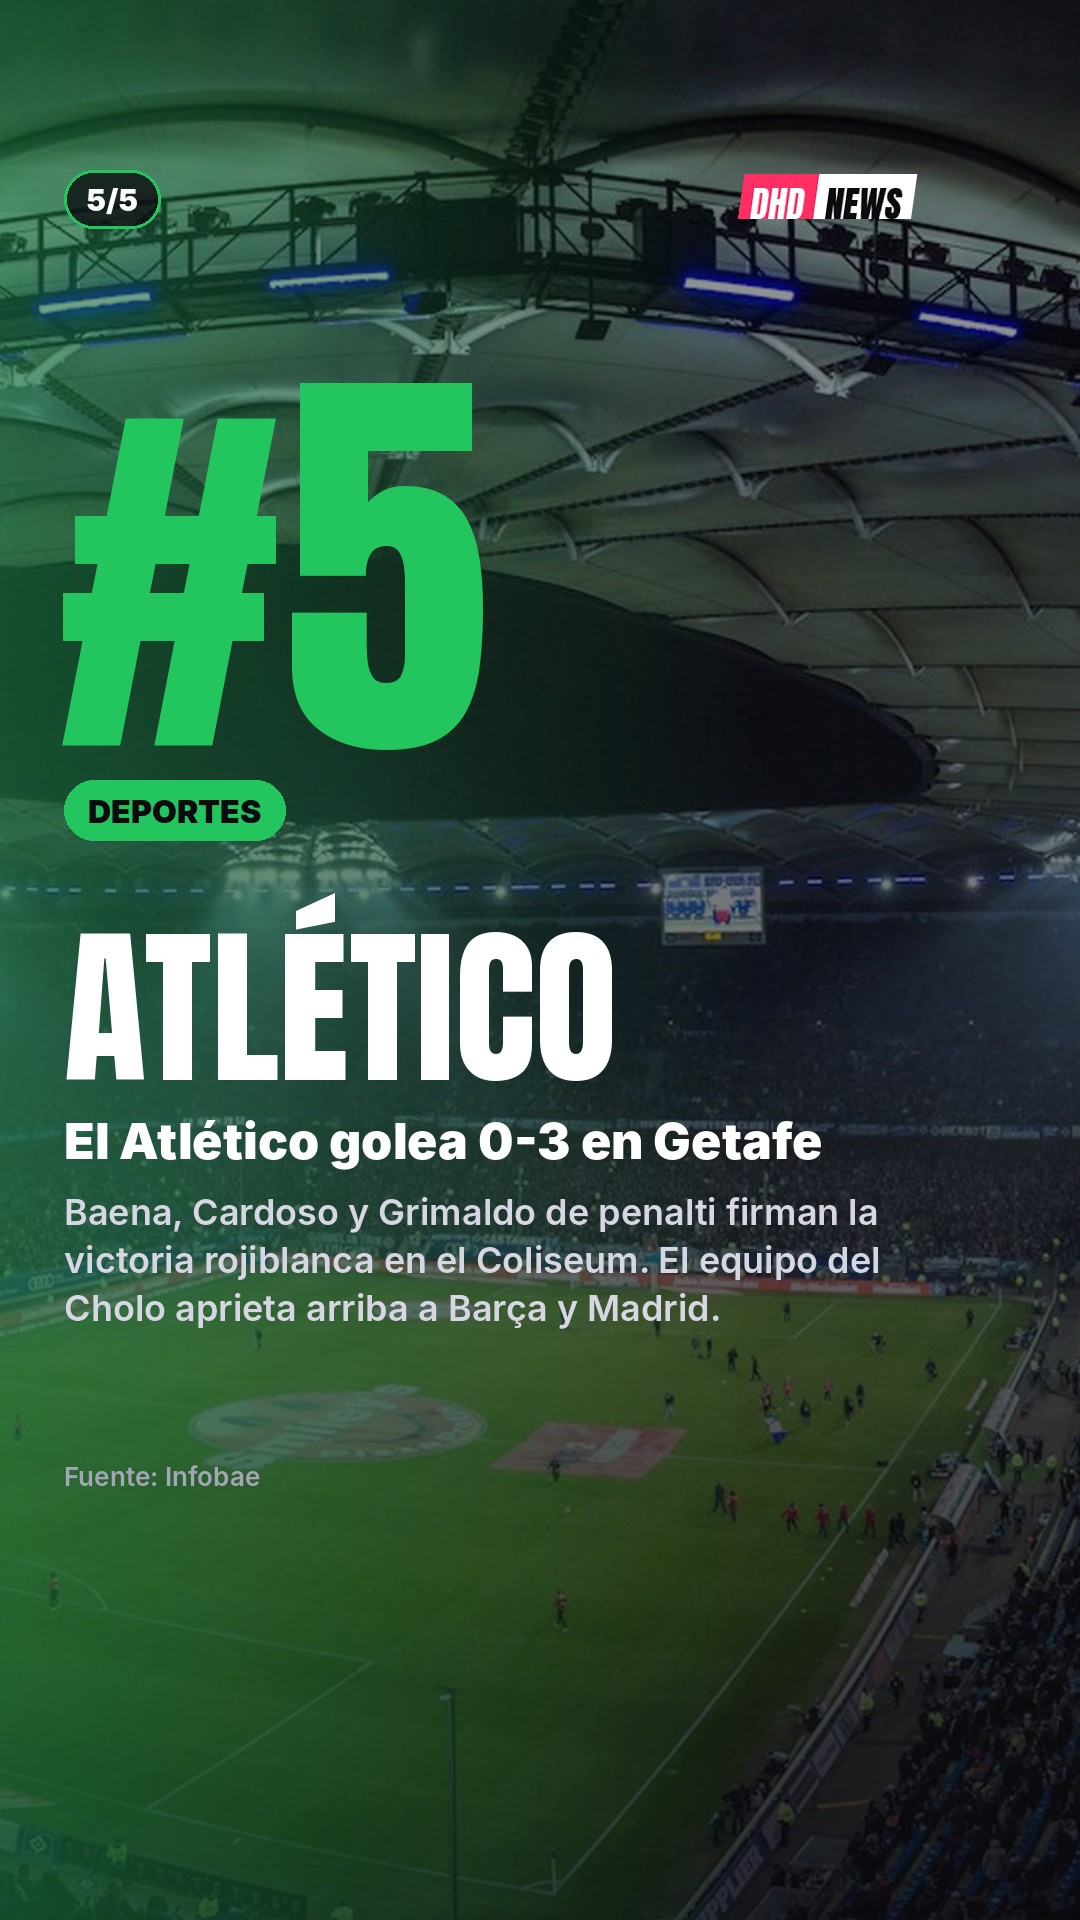 5/5
DHD NEWS
#5
DEPORTES
ATLÉTICO
El Atlético golea 0-3 en Getafe
Baena, Cardoso y Grimaldo de penalti firman la
victoria rojiblanca en el Coliseum. El equipo del
Cholo aprieta arriba a Barça y Madrid.
Fuente: Infobae